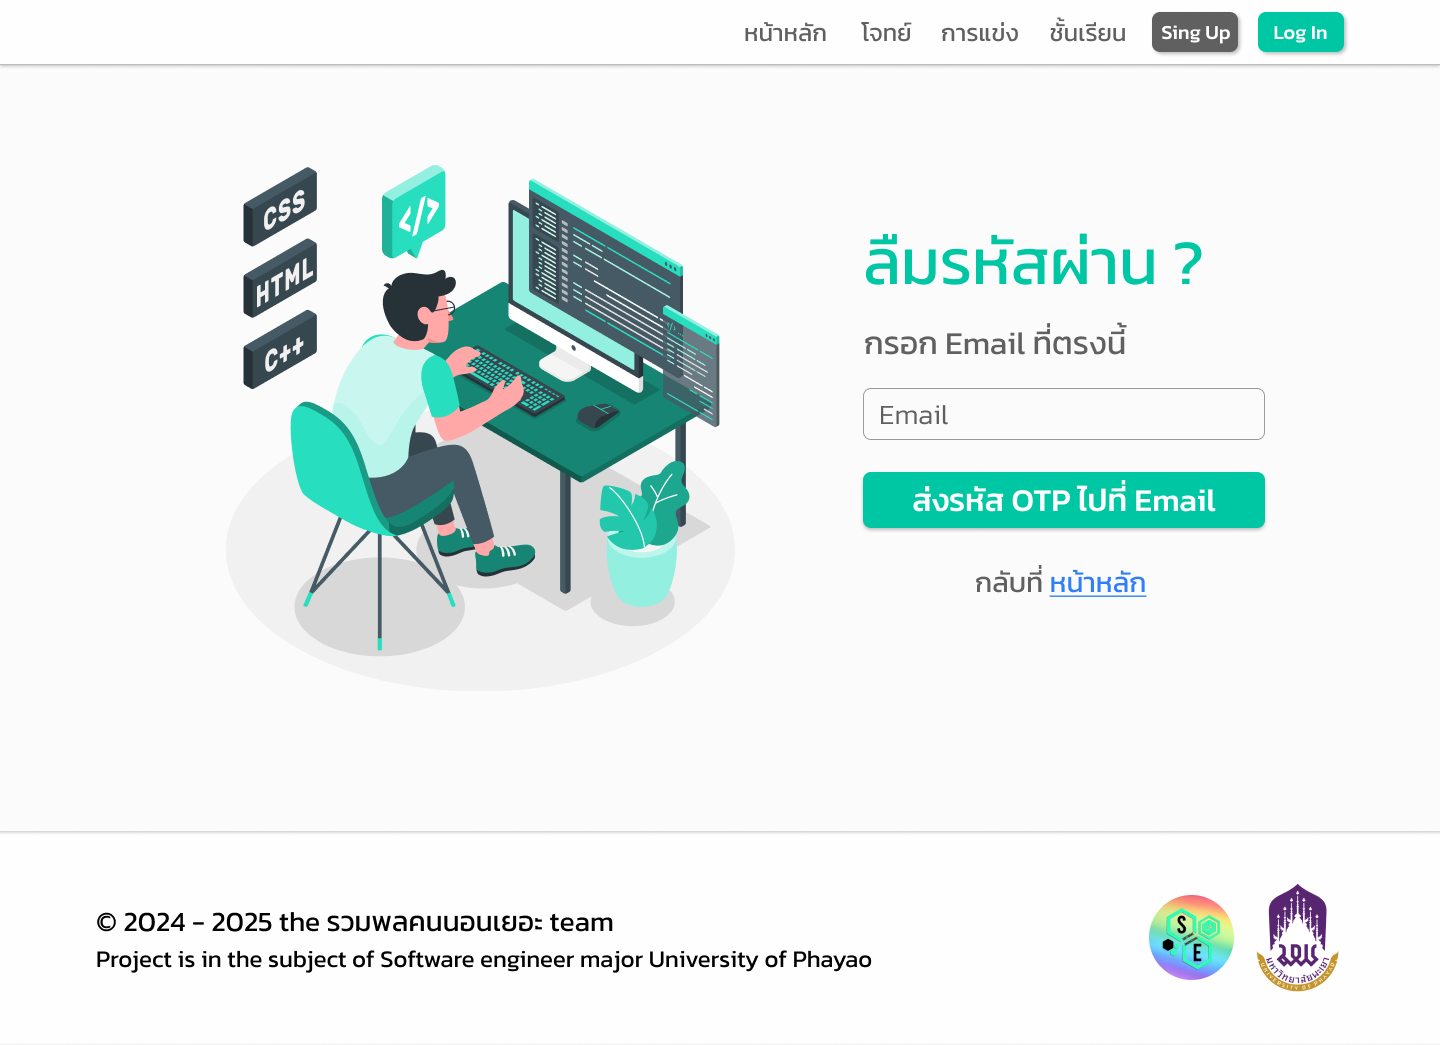 หน้าหลัก โจทย์ การแข่ง ชั้นเรียน Sing Up Log In
CSS
HTML
C++
</>
ลืมรหัสผ่าน ?
กรอก Email ที่ตรงนี้
Email
ส่งรหัส OTP ไปที่ Email
กลับที่ หน้าหลัก
© 2024 - 2025 the รวมพลคนนอนเยอะ team
Project is in the subject of Software engineer major University of Phayao
S
E
มหาวิทยาลัยพะเยา
UNIVERSITY OF PHAYAO